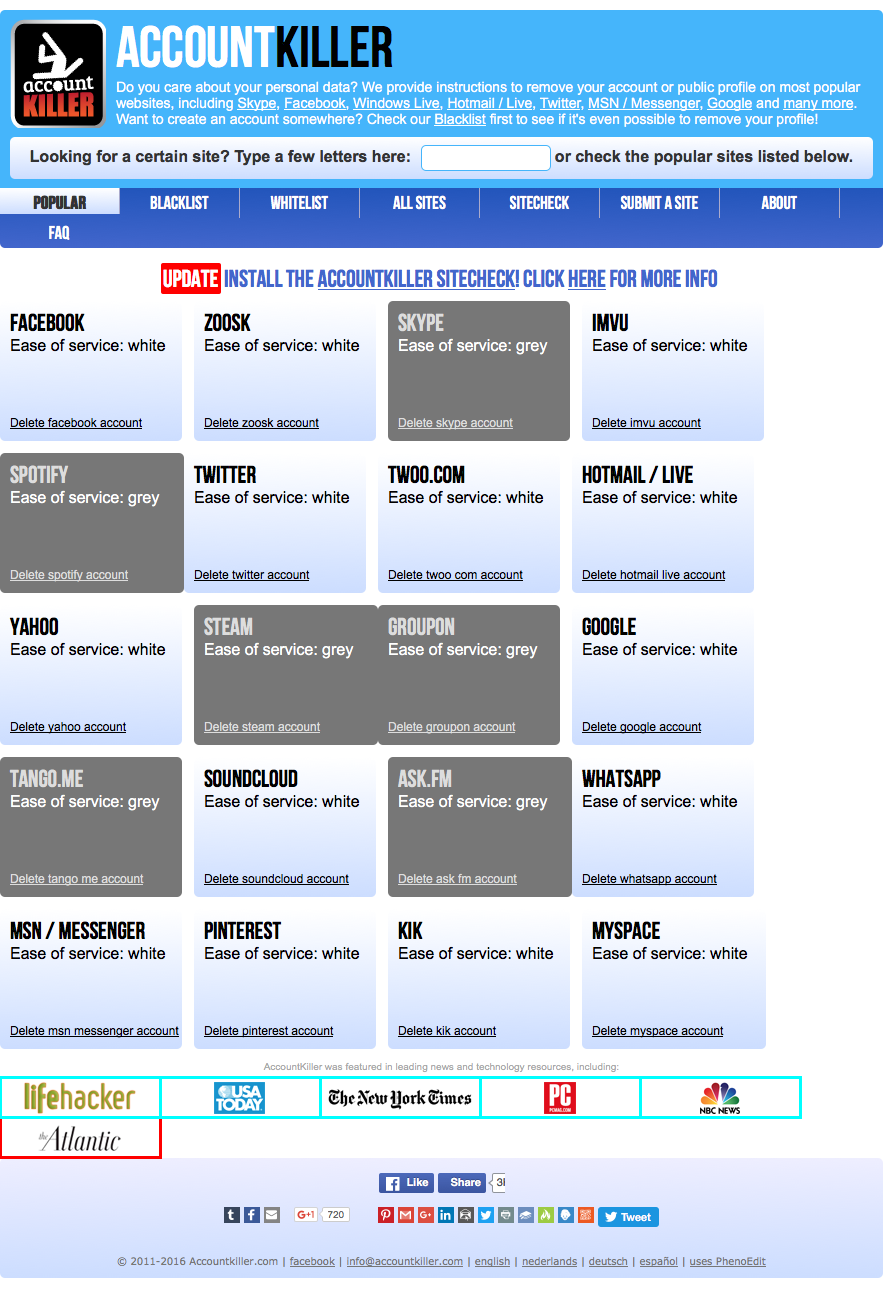 account
KILLER
ACCOUNTKILLER
Do you care about your personal data? We provide instructions to remove your account or public profile on most popular
websites, including Skype, Facebook, Windows Live, Hotmail / Live, Twitter, MSN / Messenger, Google and many more.
Want to create an account somewhere? Check our Blacklist first to see if it's even possible to remove your profile!
Looking for a certain site? Type a few letters here: or check the popular sites listed below.
POPULAR BLACKLIST WHITELIST ALL SITES SITECHECK SUBMIT A SITE ABOUT
FAQ
UPDATE INSTALL THE ACCOUNTKILLER SITECHECK! CLICK HERE FOR MORE INFO
FACEBOOK ZOOSK SKYPE IMVU
Ease of service: white Ease of service: white Ease of service: grey Ease of service: white
Delete facebook account Delete zoosk account Delete skype account Delete imvu account
SPOTIFY TWITTER TWOO.COM HOTMAIL / LIVE
Ease of service: grey Ease of service: white Ease of service: white Ease of service: white
Delete spotify account Delete twitter account Delete twoo com account Delete hotmail live account
YAHOO STEAM GROUPON GOOGLE
Ease of service: white Ease of service: grey Ease of service: grey Ease of service: white
Delete yahoo account Delete steam account Delete groupon account Delete google account
TANGO.ME SOUNDCLOUD ASK.FM WHATSAPP
Ease of service: grey Ease of service: white Ease of service: grey Ease of service: white
Delete tango me account Delete soundcloud account Delete ask fm account Delete whatsapp account
MSN / MESSENGER PINTEREST KIK MYSPACE
Ease of service: white Ease of service: white Ease of service: white Ease of service: white
Delete msn messenger account Delete pinterest account Delete kik account Delete myspace account
AccountKiller was featured in leading news and technology resources, including:
lifehacker USA TODAY The New York Times PC PCMAG.COM NBC NEWS
the Atlantic
Like Share
G+1 720 Tweet
© 2011-2016 Accountkiller.com | facebook | info@accountkiller.com | english | nederlands | deutsch | español | uses PhenoEdit